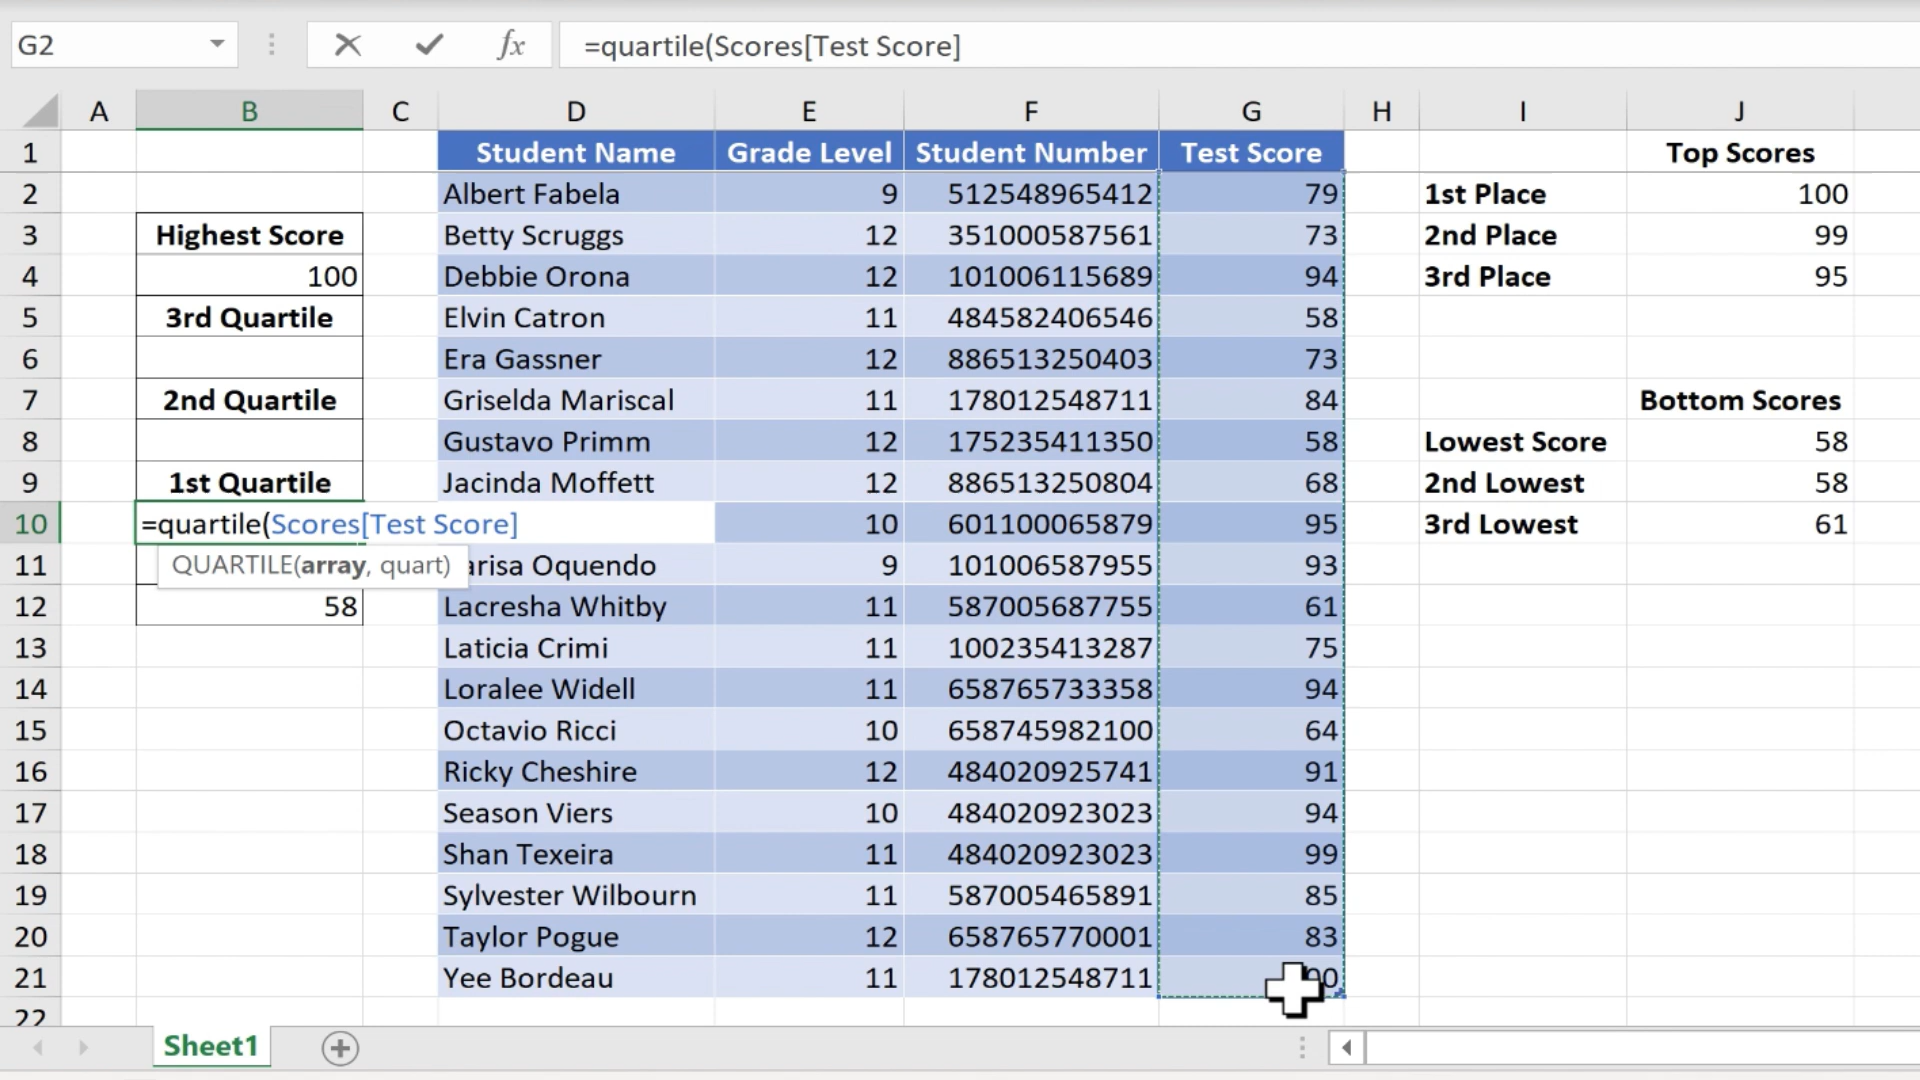 G2 fx =quartile(Scores[Test Score]
A B C D E F G H I J
1 Student Name Grade Level Student Number Test Score Top Scores
2 Albert Fabela 9 512548965412 79 1st Place 100
3 Highest Score Betty Scruggs 12 351000587561 73 2nd Place 99
4 100 Debbie Orona 12 101006115689 94 3rd Place 95
5 3rd Quartile Elvin Catron 11 484582406546 58
6 Era Gassner 12 886513250403 73
7 2nd Quartile Griselda Mariscal 11 178012548711 84 Bottom Scores
8 Gustavo Primm 12 175235411350 58 Lowest Score 58
9 1st Quartile Jacinda Moffett 12 886513250804 68 2nd Lowest 58
10 =quartile(Scores[Test Score] 10 601100065879 95 3rd Lowest 61
11 QUARTILE(array, quart) arisa Oquendo 9 101006587955 93
12 58 Lacresha Whitby 11 587005687755 61
13 Laticia Crimi 11 100235413287 75
14 Loralee Widell 11 658765733358 94
15 Octavio Ricci 10 658745982100 64
16 Ricky Cheshire 12 484020925741 91
17 Season Viers 10 484020923023 94
18 Shan Texeira 11 484020923023 99
19 Sylvester Wilbourn 11 587005465891 85
20 Taylor Pogue 12 658765770001 83
21 Yee Bordeau 11 178012548711
22
Sheet1